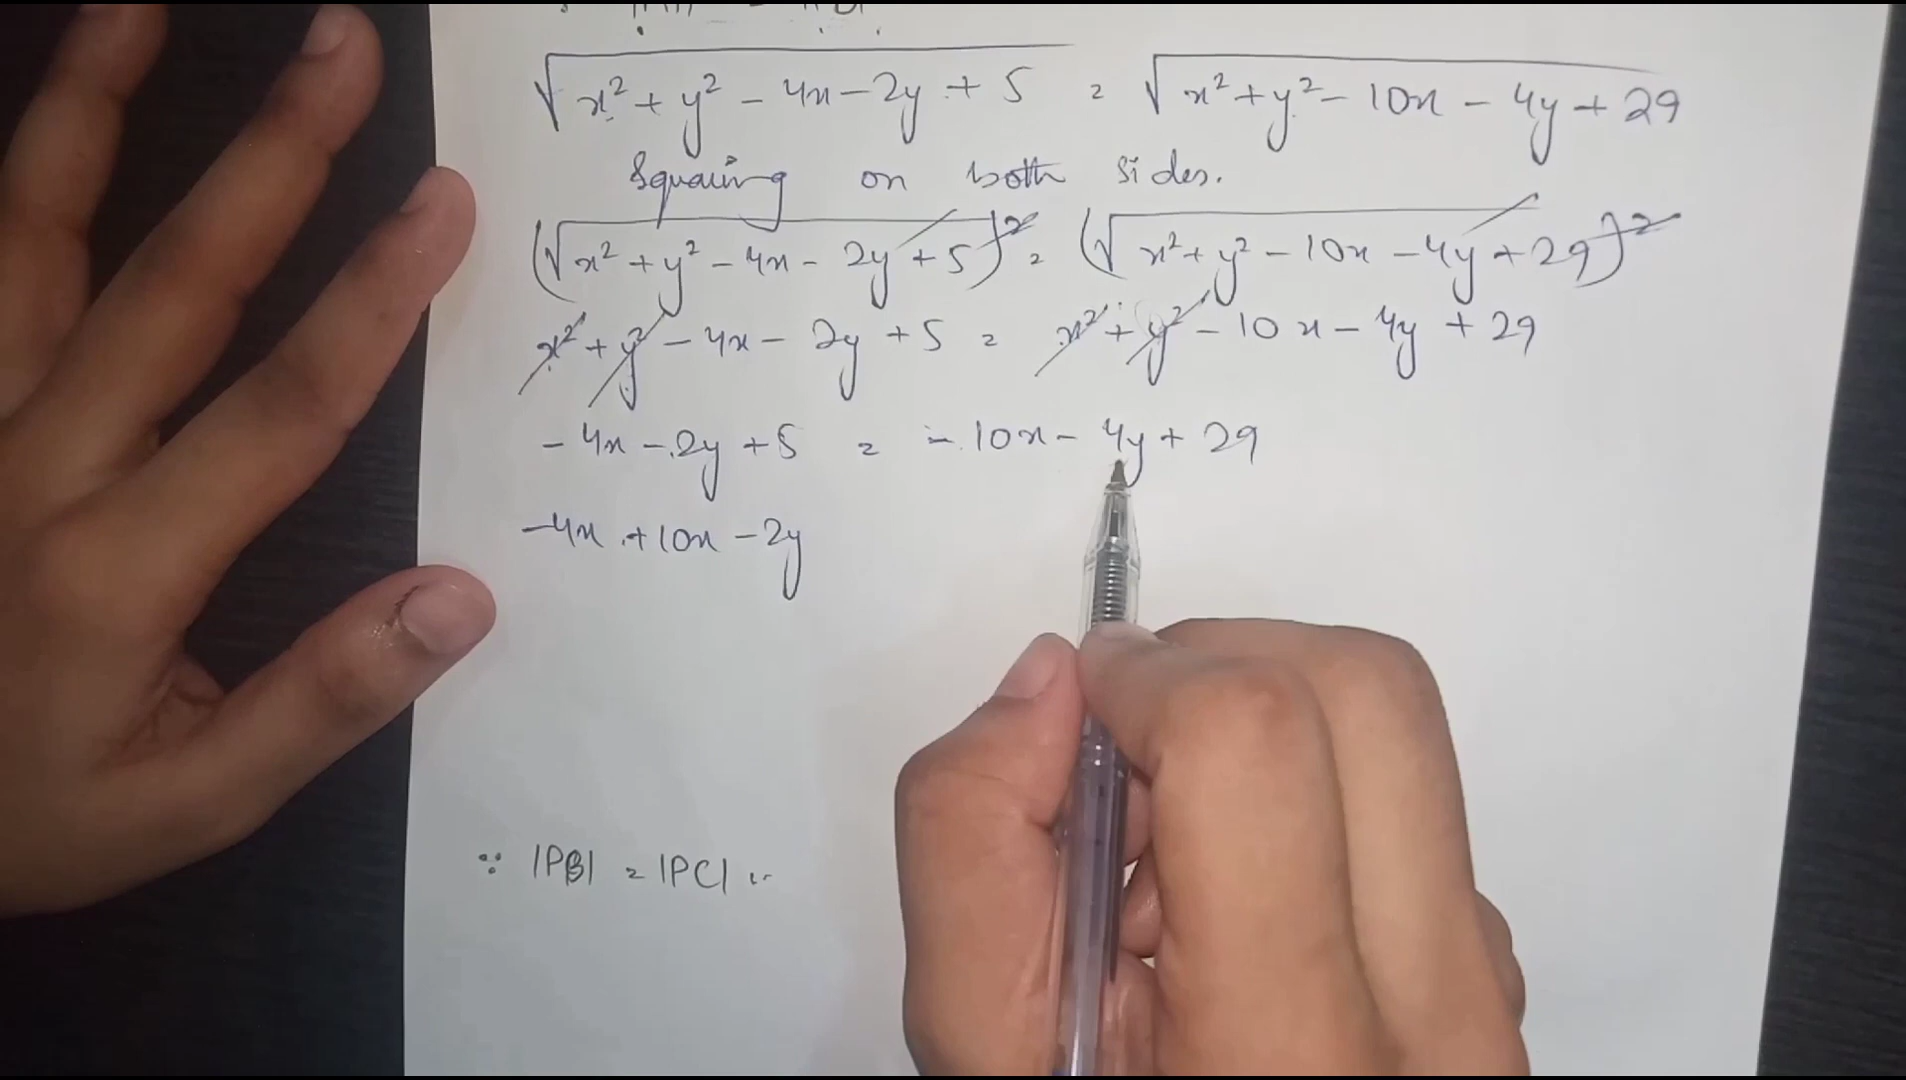 √x² + y² - 4x - 2y + 5 = √x² + y² - 10x - 4y + 29
Squaring on both sides.
(√x² + y² - 4x - 2y + 5)² = (√x² + y² - 10x - 4y + 29)²
x² + y² - 4x - 2y + 5 = x² + y² - 10x - 4y + 29
- 4x - 2y + 5 = - 10x - 4y + 29
-4x + 10x - 2y
∵ |PB| = |PC|